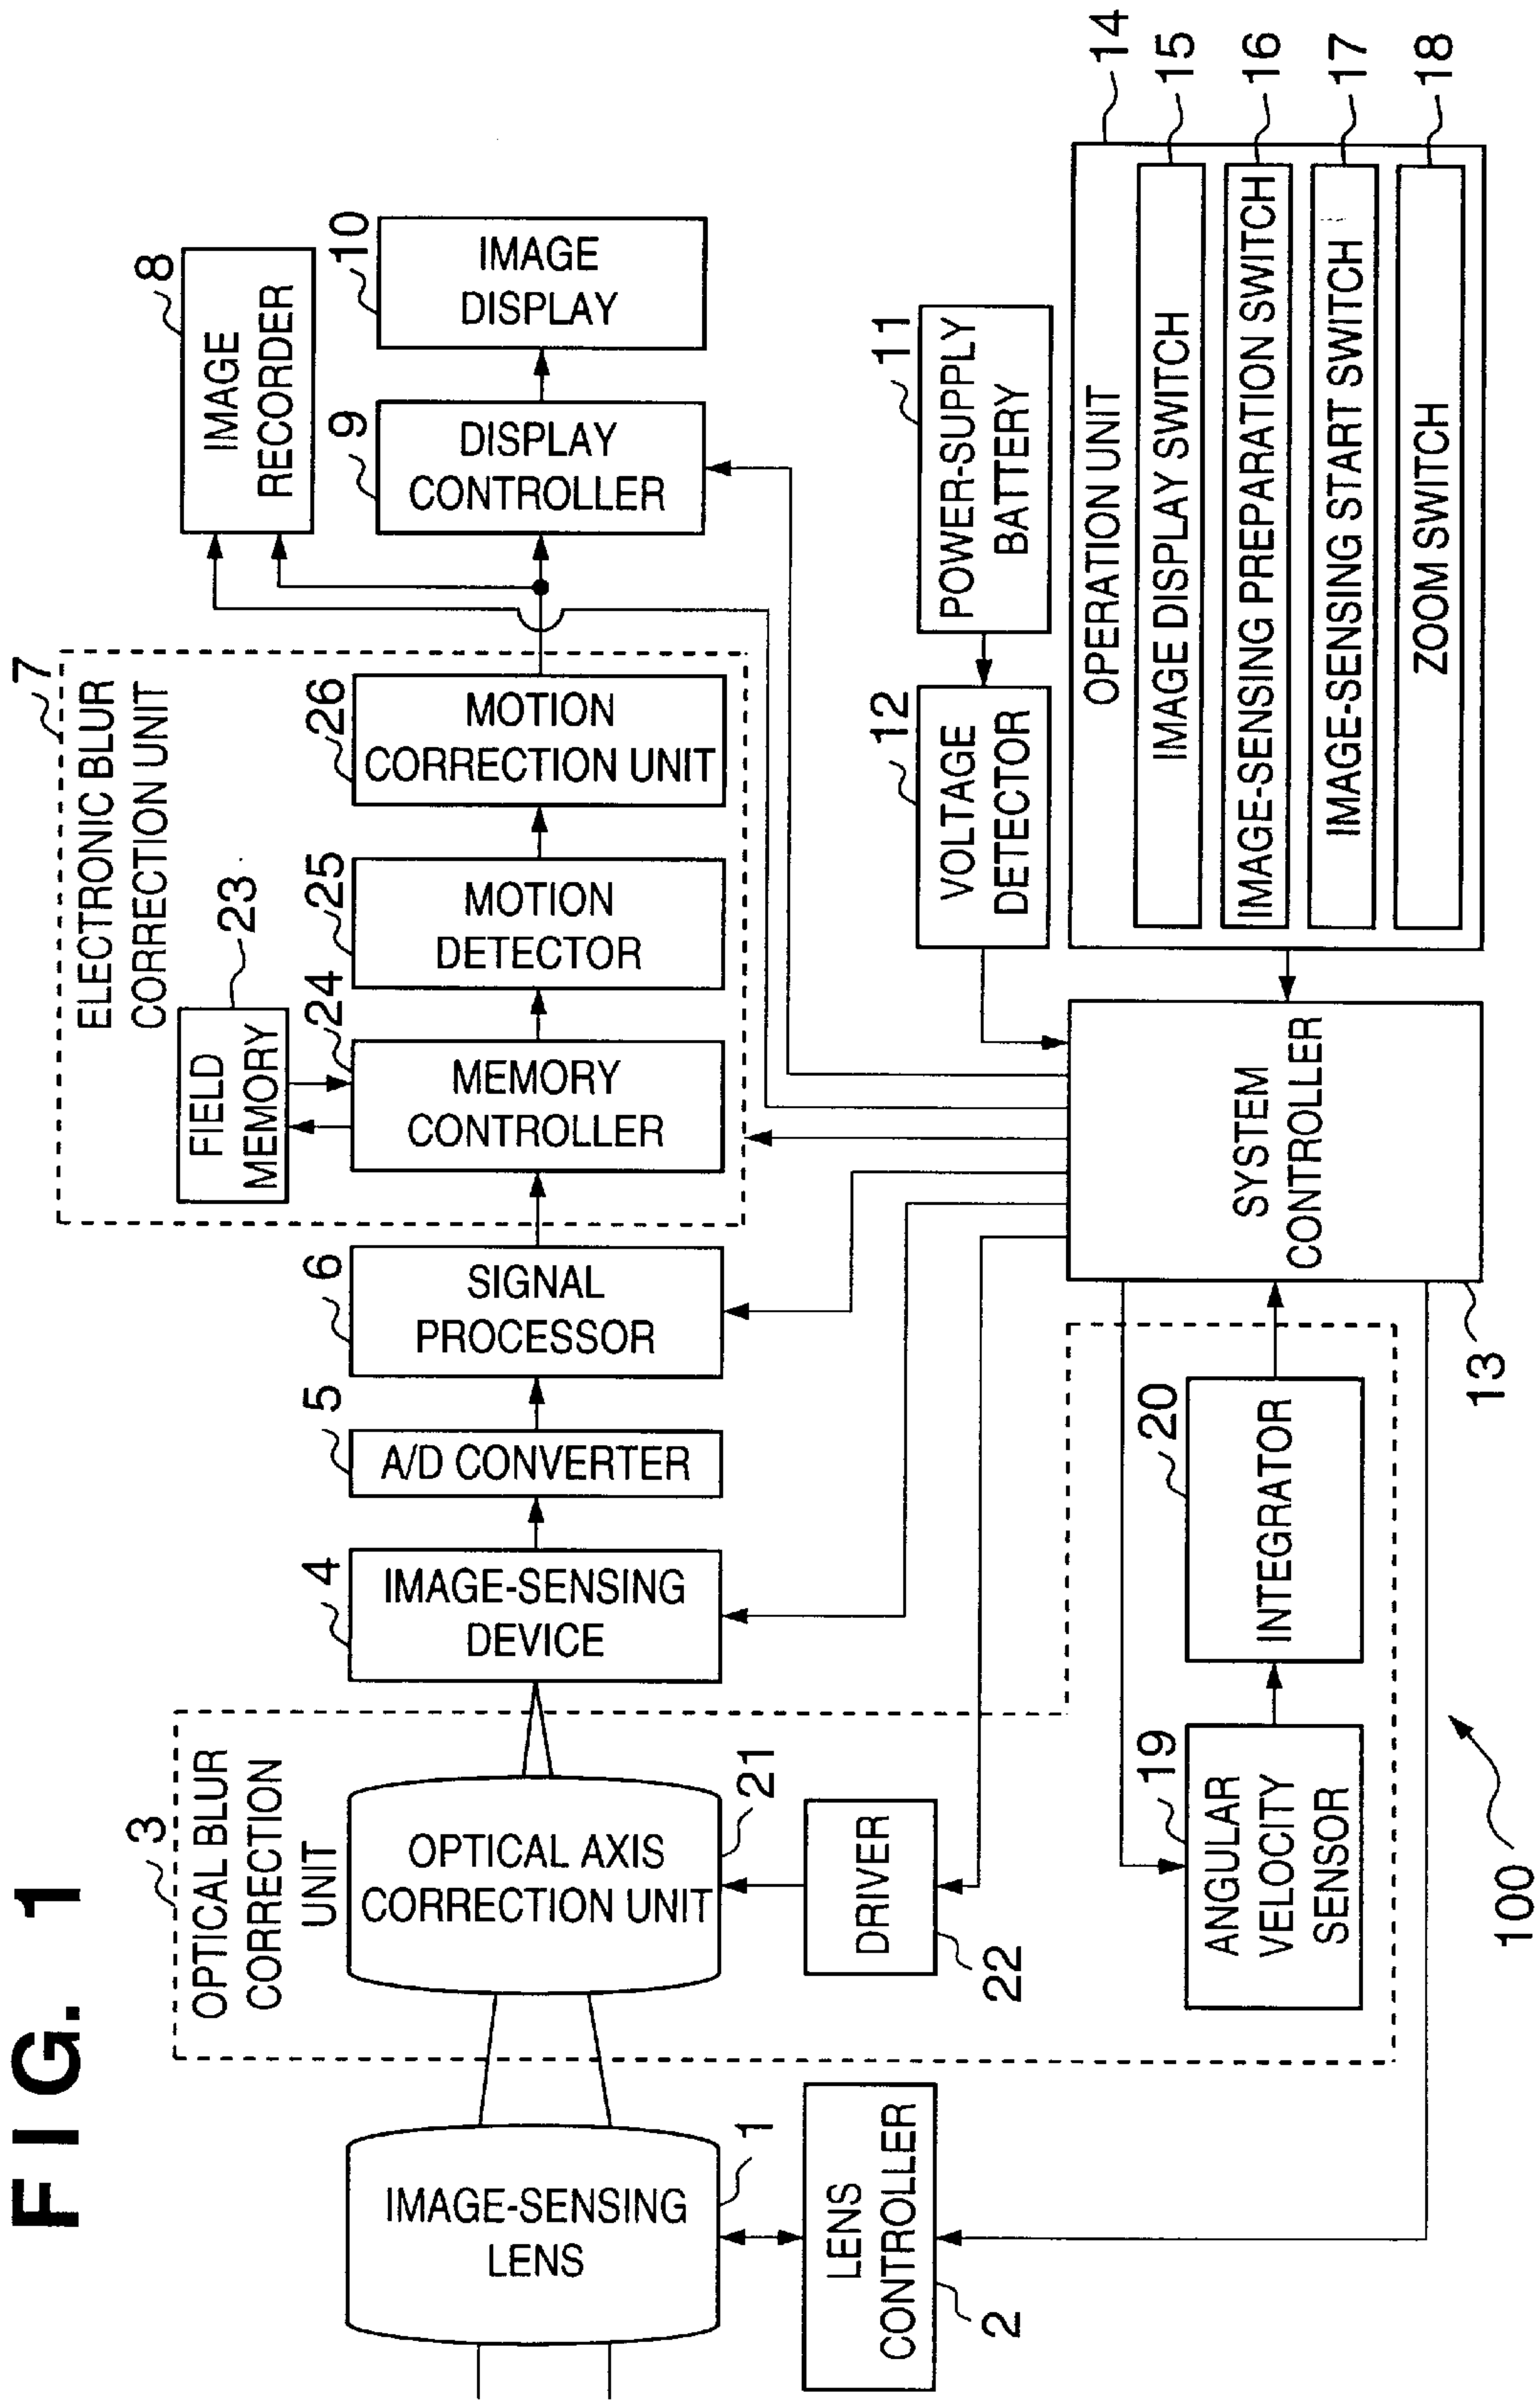 FIG. 1
3
OPTICAL BLUR
CORRECTION
UNIT
7
ELECTRONIC BLUR
CORRECTION UNIT
23
FIELD
MEMORY
8
IMAGE
RECORDER
IMAGE-SENSING
LENS
1
OPTICAL AXIS
CORRECTION UNIT
21
4
IMAGE-SENSING
DEVICE
5
A/D CONVERTER
6
SIGNAL
PROCESSOR
24
MEMORY
CONTROLLER
25
MOTION
DETECTOR
26
MOTION
CORRECTION UNIT
9
DISPLAY
CONTROLLER
10
IMAGE
DISPLAY
LENS
CONTROLLER
2
DRIVER
22
12
VOLTAGE
DETECTOR
11
POWER-SUPPLY
BATTERY
19
ANGULAR
VELOCITY
SENSOR
20
INTEGRATOR
SYSTEM
CONTROLLER
13
OPERATION UNIT
14
IMAGE DISPLAY SWITCH
15
IMAGE-SENSING PREPARATION SWITCH
16
IMAGE-SENSING START SWITCH
17
ZOOM SWITCH
18
100